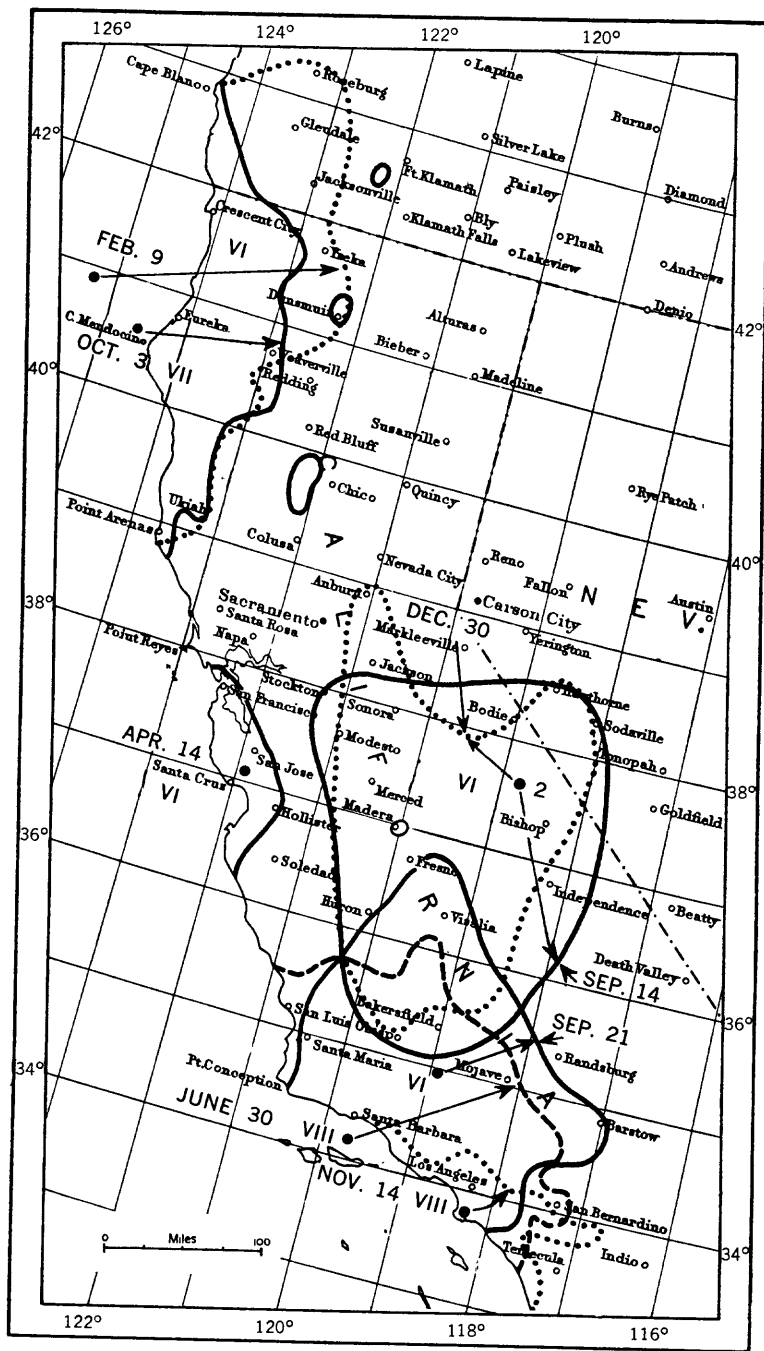 126° 124° 122° 120°
Cape Blanco
Roseburg
Lapine
Glendale
Silver Lake
Burns
42°
Jacksonville
Ft Klamath
Paisley
Diamond
Crescent City
Klamath Falls
Bly
Plush
Lakeview
Andrews
FEB. 9
VI
Yreka
Dunsmuir
Denio
42°
C. Mendocino
Eureka
Alturas
OCT. 3
VII
Weaverville
Bieber
40°
Redding
Madeline
Red Bluff
Susanville
Chico
Quincy
Rye Patch
Point Arena
Ukiah
C
Colusa
A
Nevada City
Reno
Fallon
40°
Auburn
N E V.
Austin
38°
Sacramento
L
DEC. 30
Carson City
Santa Rosa
Markleeville
Yerington
Point Reyes
Napa
Jackson
Stockton
I
San Francisco
Sonora
Bodie
Hawthorne
Sodaville
APR. 14
Modesto
F
Tonopah
San Jose
VI
Santa Cruz
VI
Merced
2
38°
Madera
Goldfield
Hollister
Bishop
36°
Soledad
Fresno
R
Independence
Huron
Visalia
Beatty
N
Death Valley
SEP. 14
Bakersfield
San Luis Obisp
SEP. 21
36°
Santa Maria
Randsburg
34°
Pt. Conception
VI
Mojave
A
JUNE 30
VIII
Santa Barbara
Barstow
Los Angeles
NOV. 14 VIII
San Bernardino
0 Miles 100
Temecula
Indio
34°
122° 120° 118° 116°